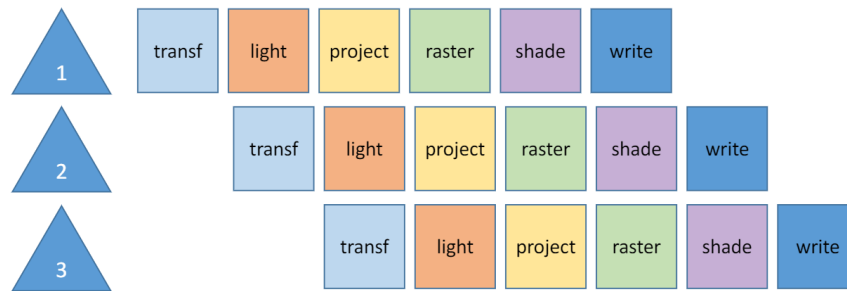 1 transf light project raster shade write
2 transf light project raster shade write
3 transf light project raster shade write